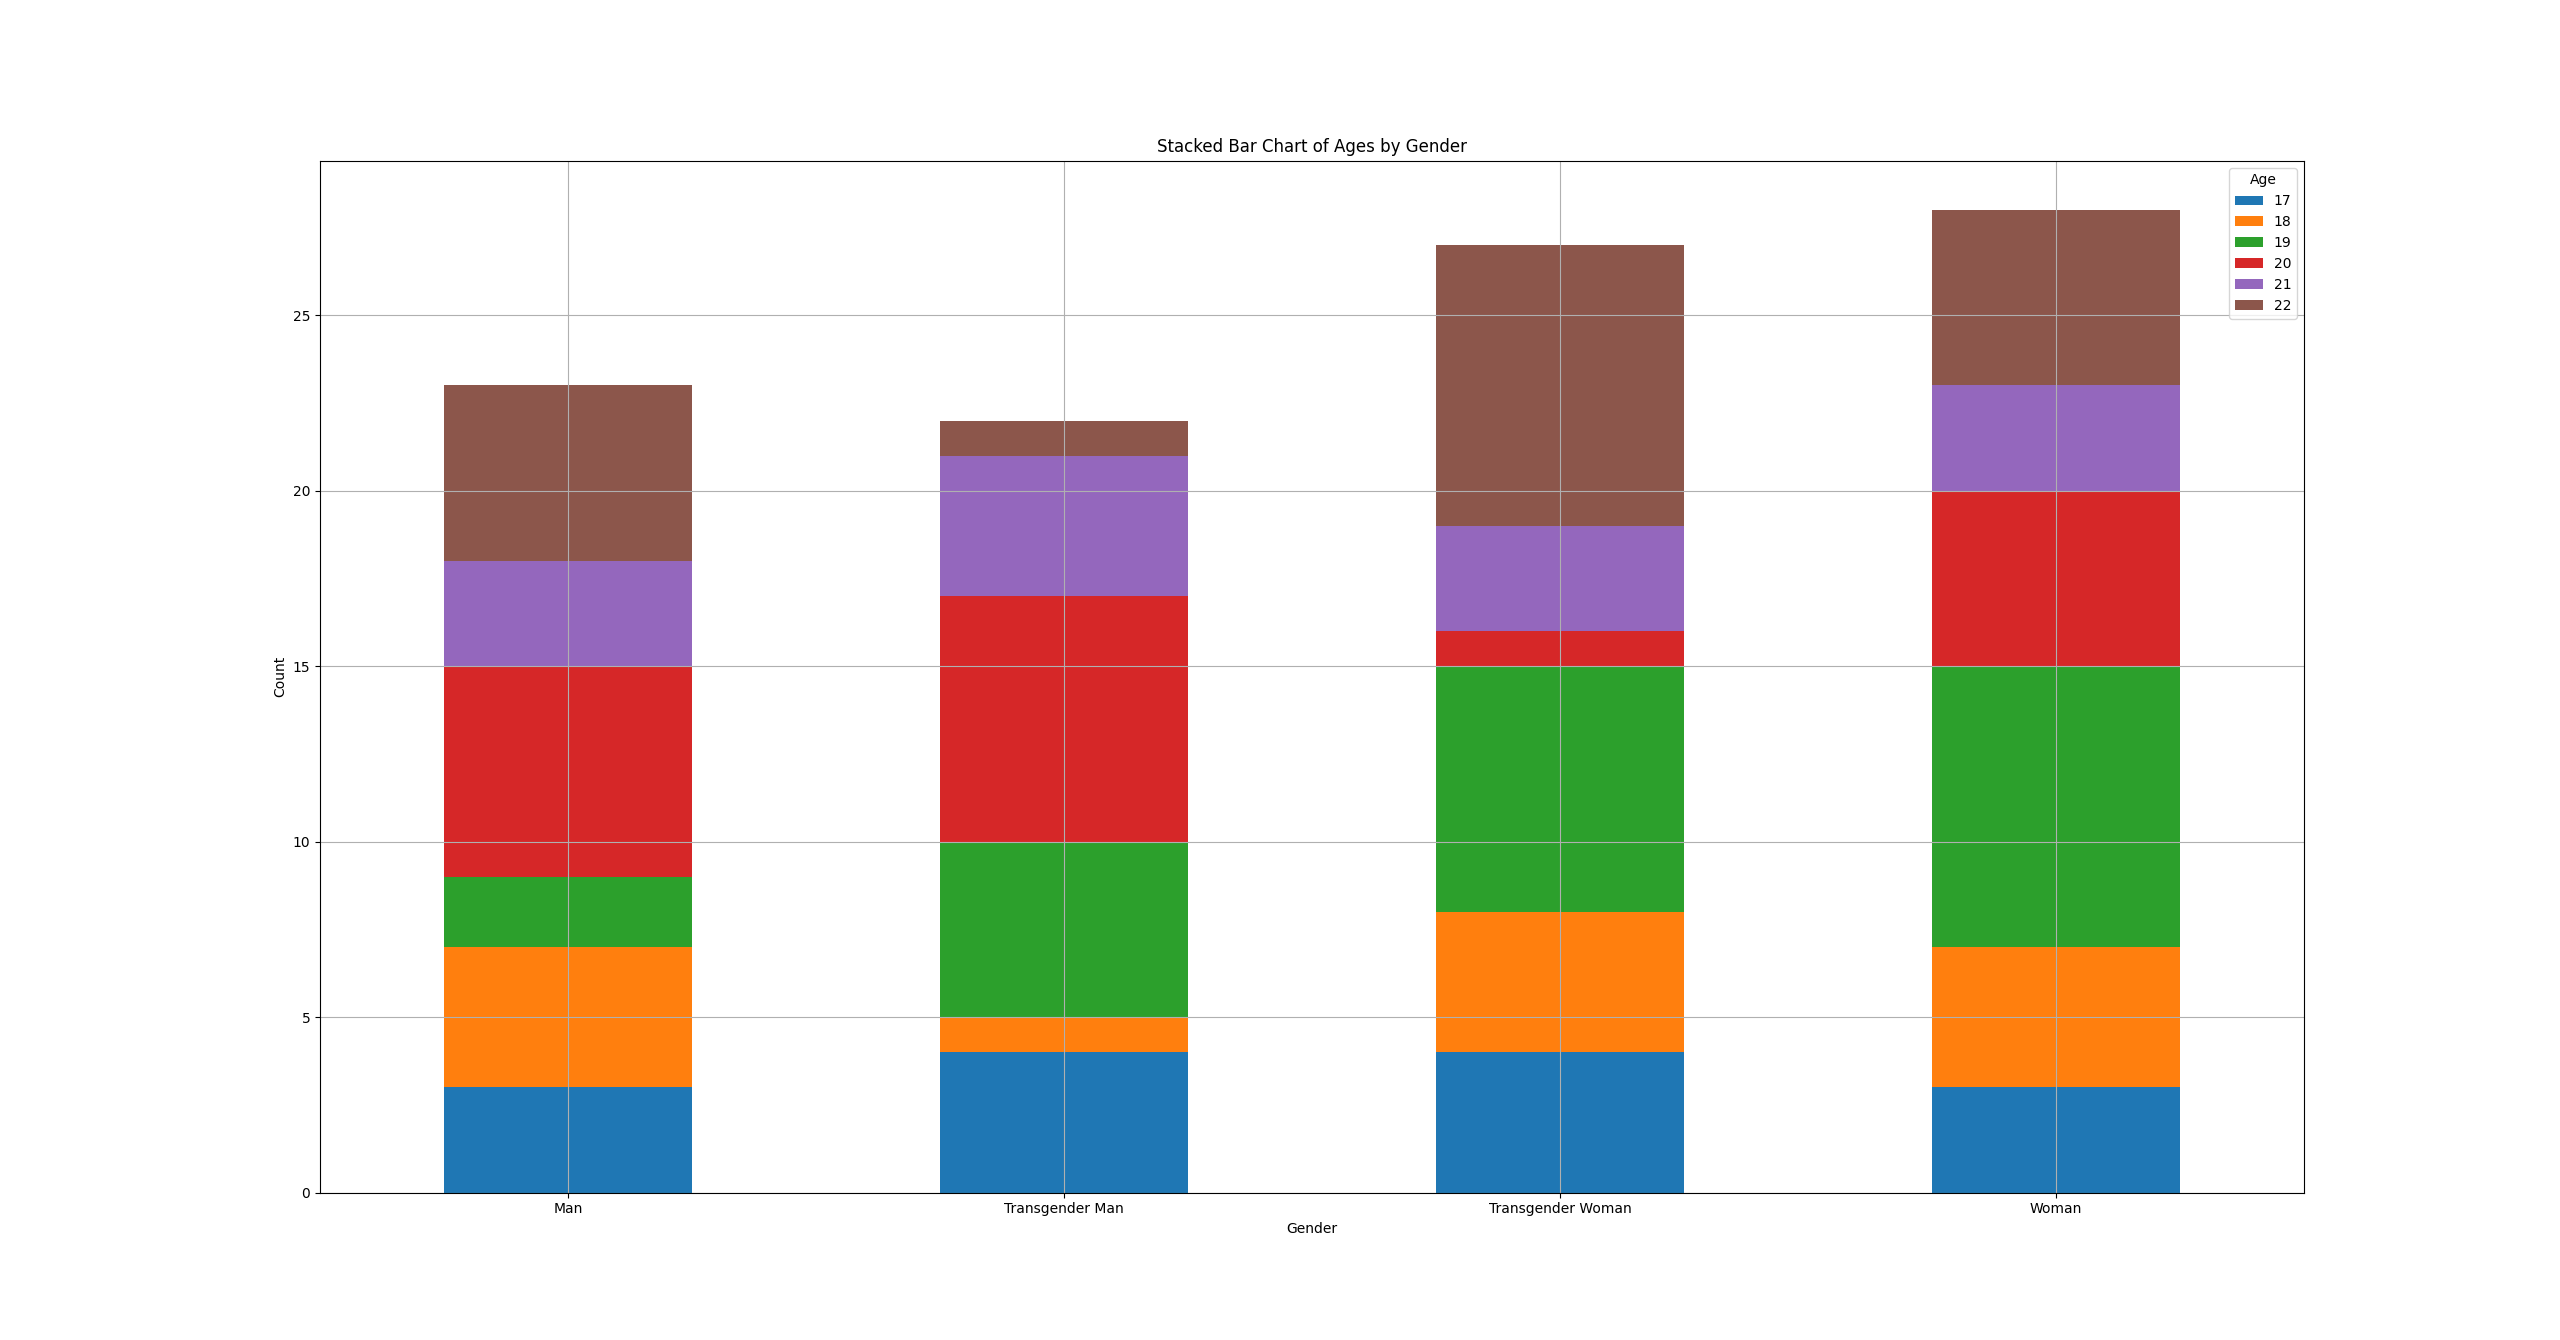 Stacked Bar Chart of Ages by Gender
Age
17
18
19
20
21
22
25
20
15
10
5
0
Count
Man
Transgender Man
Transgender Woman
Woman
Gender